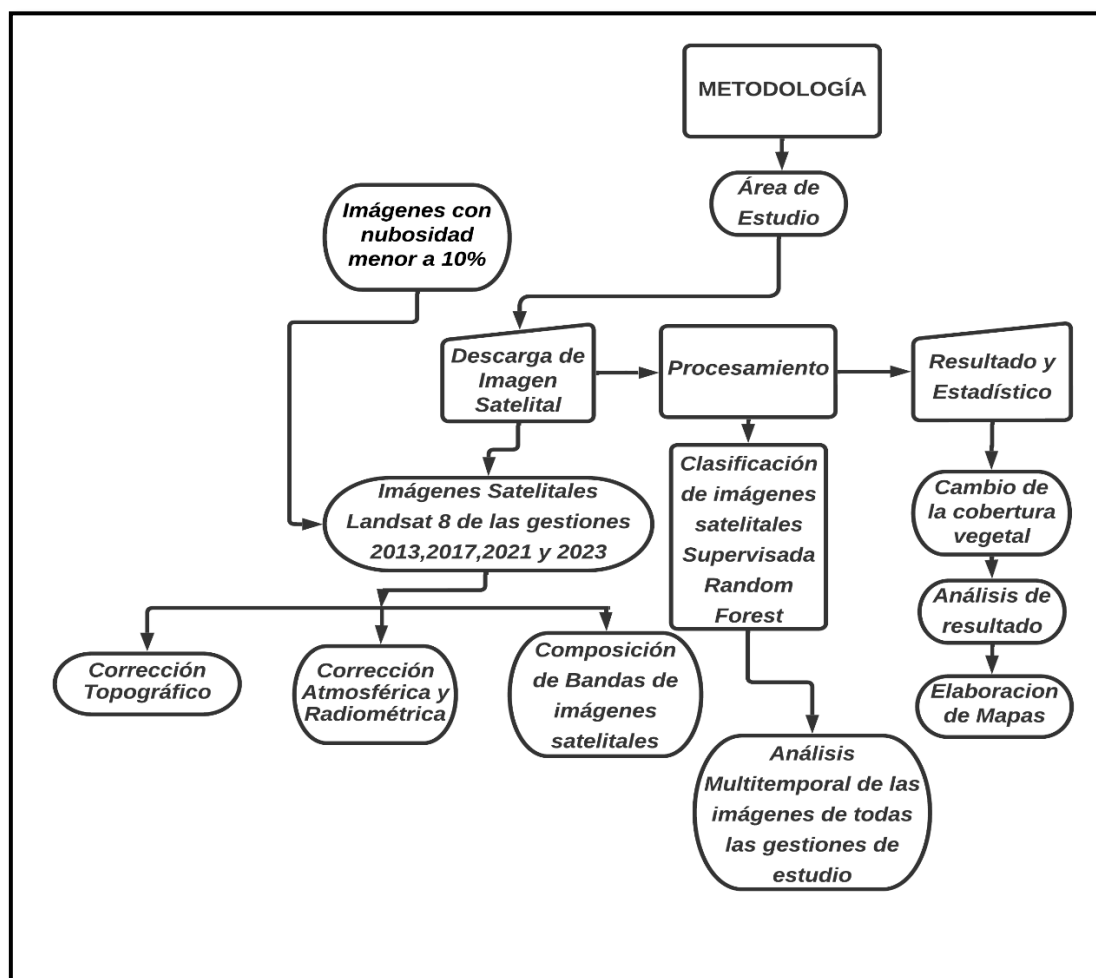 METODOLOGÍA
Área de
Estudio
Imágenes con
nubosidad
menor a 10%
Descarga de
Imagen
Satelital
Procesamiento
Resultado y
Estadístico
Imágenes Satelitales
Landsat 8 de las gestiones
2013,2017,2021 y 2023
Clasificación
de imágenes
satelitales
Supervisada
Random
Forest
Cambio de
la cobertura
vegetal
Análisis de
resultado
Elaboracion
de Mapas
Corrección
Topográfico
Corrección
Atmosférica y
Radiométrica
Composición
de Bandas de
imágenes
satelitales
Análisis
Multitemporal de las
imágenes de todas
las gestiones de
estudio